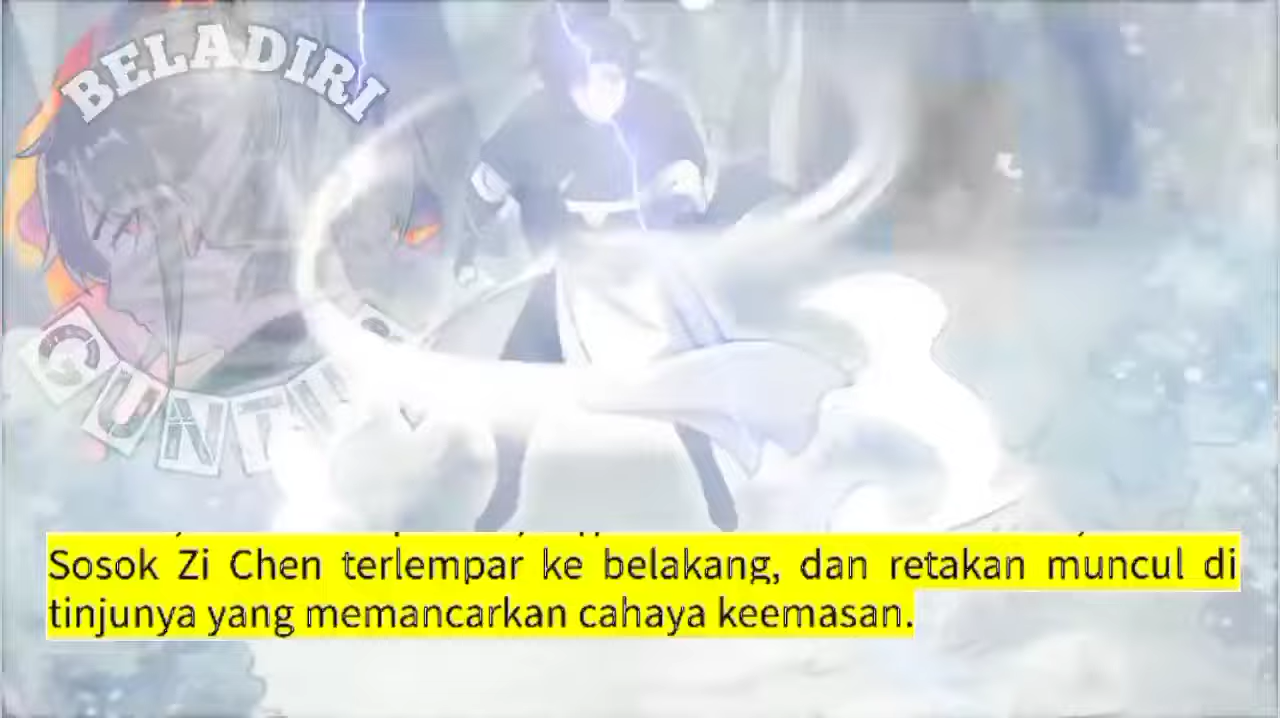 BELADIRI
Sosok Zi Chen terlempar ke belakang, dan retakan muncul di
tinjunya yang memancarkan cahaya keemasan.